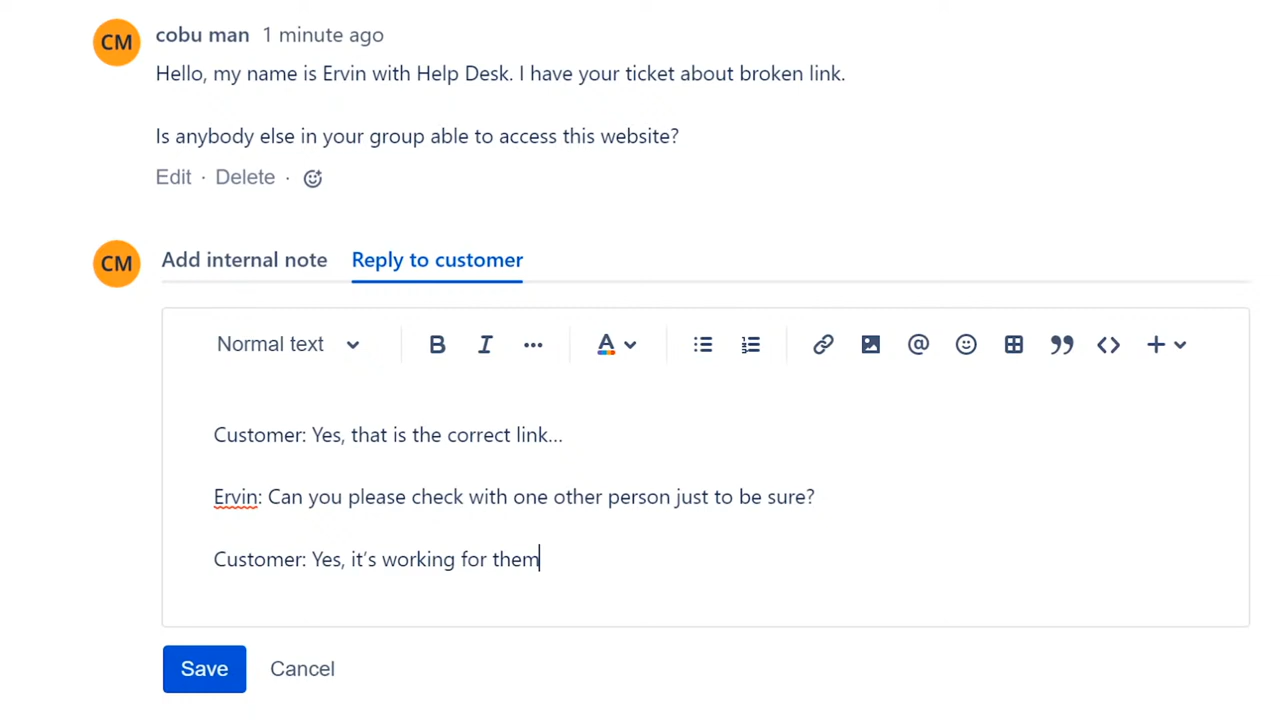 CM cobu man 1 minute ago
Hello, my name is Ervin with Help Desk. I have your ticket about broken link.
Is anybody else in your group able to access this website?
Edit · Delete ·
CM Add internal note Reply to customer
Normal text B I ... A @ <> +
Customer: Yes, that is the correct link...
Ervin: Can you please check with one other person just to be sure?
Customer: Yes, it's working for them
Save Cancel